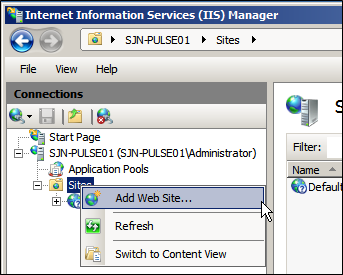 Internet Information Services (IIS) Manager
SJN-PULSE01 Sites
File View Help
Connections
Start Page
SJN-PULSE01 (SJN-PULSE01\Administrator)
Application Pools
Sites
Add Web Site...
Refresh
Switch to Content View
Filter:
Name
Default